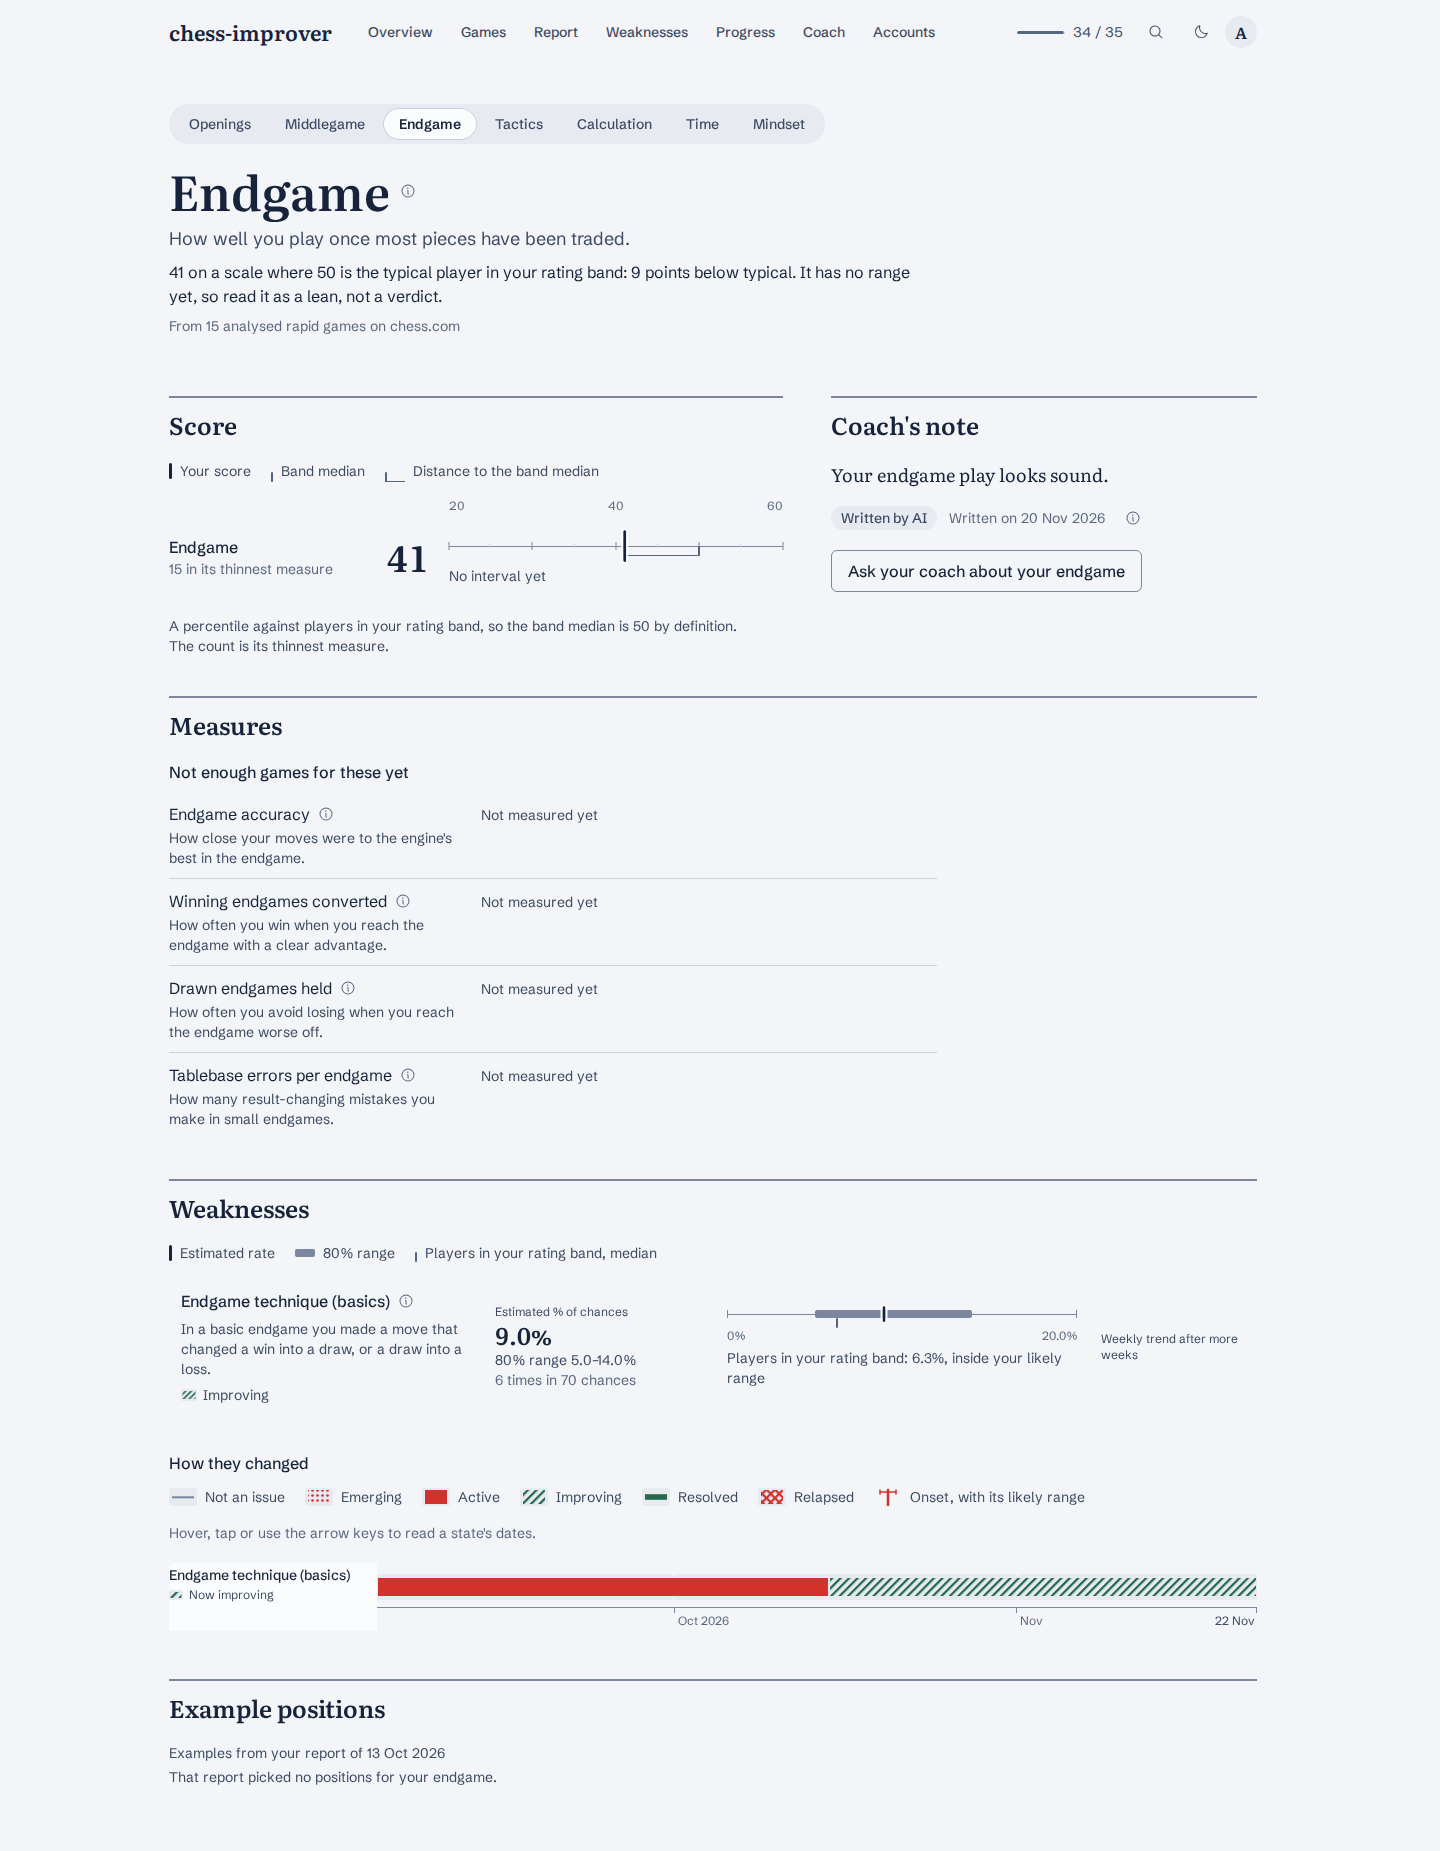 chess-improver
Overview
Games
Report
Weaknesses
Progress
Coach
Accounts
34 / 35
A
Openings
Middlegame
Endgame
Tactics
Calculation
Time
Mindset
Endgame
How well you play once most pieces have been traded.
41 on a scale where 50 is the typical player in your rating band: 9 points below typical. It has no range
yet, so read it as a lean, not a verdict.
From 15 analysed rapid games on chess.com
Score
Your score
Band median
Distance to the band median
20
40
60
Endgame
15 in its thinnest measure
41
No interval yet
A percentile against players in your rating band, so the band median is 50 by definition.
The count is its thinnest measure.
Coach's note
Your endgame play looks sound.
Written by AI
Written on 20 Nov 2026
Ask your coach about your endgame
Measures
Not enough games for these yet
Endgame accuracy
How close your moves were to the engine's
best in the endgame.
Not measured yet
Winning endgames converted
How often you win when you reach the
endgame with a clear advantage.
Not measured yet
Drawn endgames held
How often you avoid losing when you reach
the endgame worse off.
Not measured yet
Tablebase errors per endgame
How many result-changing mistakes you
make in small endgames.
Not measured yet
Weaknesses
Estimated rate
80% range
Players in your rating band, median
Endgame technique (basics)
In a basic endgame you made a move that
changed a win into a draw, or a draw into a
loss.
Improving
Estimated % of chances
9.0%
80% range 5.0–14.0%
6 times in 70 chances
0%
20.0%
Players in your rating band: 6.3%, inside your likely
range
Weekly trend after more
weeks
How they changed
Not an issue
Emerging
Active
Improving
Resolved
Relapsed
Onset, with its likely range
Hover, tap or use the arrow keys to read a state's dates.
Endgame technique (basics)
Now improving
Oct 2026
Nov
22 Nov
Example positions
Examples from your report of 13 Oct 2026
That report picked no positions for your endgame.